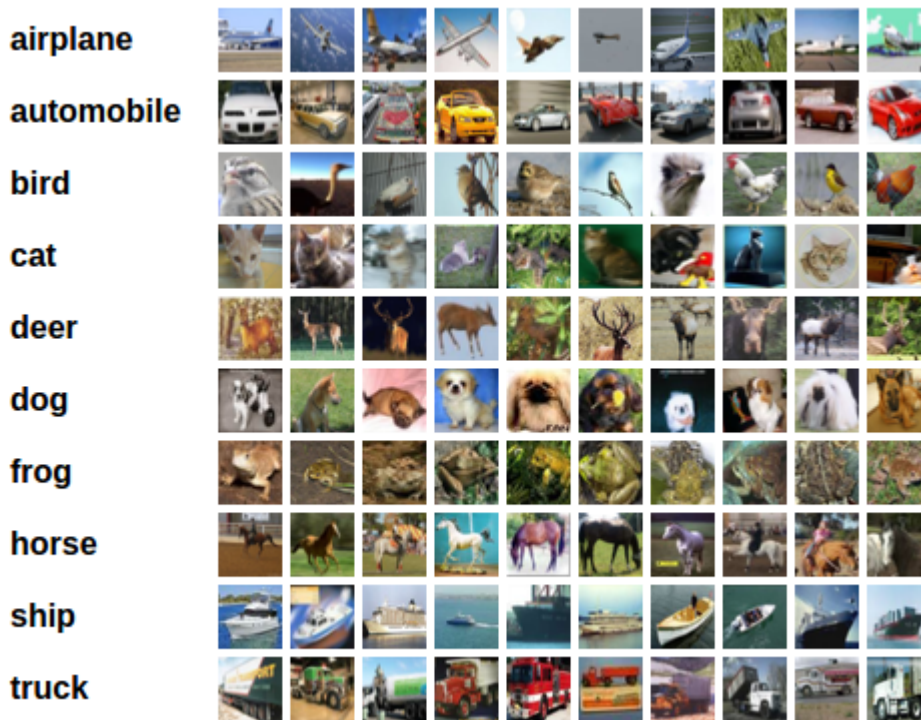 airplane
automobile
bird
cat
deer
dog
frog
horse
ship
truck